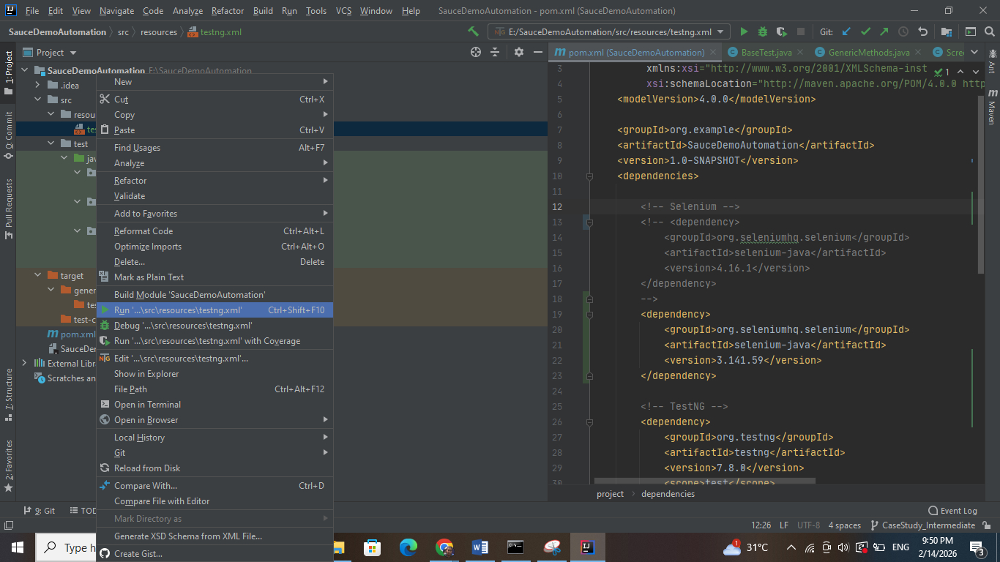 File Edit View Navigate Code Analyze Refactor Build Run Tools VCS Window Help SauceDemoAutomation - pom.xml (SauceDemoAutomation)
SauceDemoAutomation src resources testng.xml
E:/SauceDemoAutomation/src/resources/testng.xml
Git:
1: Project
Commit
Pull Requests
7: Structure
2: Favorites
Project
SauceDemoAutomation E:\SauceDemoAutomation
.idea
src
resou
tes
test
jav
target
gener
tes
test-c
pom.xml
SauceDem
External Libr
Scratches an
New
Cut Ctrl+X
Copy
Paste Ctrl+V
Find Usages Alt+F7
Analyze
Refactor
Validate
Add to Favorites
Reformat Code Ctrl+Alt+L
Optimize Imports Ctrl+Alt+O
Delete... Delete
Mark as Plain Text
Build Module 'SauceDemoAutomation'
Run '...\src\resources\testng.xml' Ctrl+Shift+F10
Debug '...\src\resources\testng.xml'
Run '...\src\resources\testng.xml' with Coverage
Edit '...\src\resources\testng.xml'...
Show in Explorer
File Path Ctrl+Alt+F12
Open in Terminal
Open in Browser
Local History
Git
Reload from Disk
Compare With... Ctrl+D
Compare File with Editor
Mark Directory as
Generate XSD Schema from XML File...
Create Gist...
pom.xml (SauceDemoAutomation) BaseTest.java GenericMethods.java Scre
3 xmlns:xsi="http://www.w3.org/2001/XMLSchema-inst
1
4 xsi:schemaLocation="http://maven.apache.org/POM/4.0.0 http
5 <modelVersion>4.0.0</modelVersion>
6
7 <groupId>org.example</groupId>
8 <artifactId>SauceDemoAutomation</artifactId>
9 <version>1.0-SNAPSHOT</version>
10 <dependencies>
11
12 <!-- Selenium -->
13 <!-- <dependency>
14 <groupId>org.seleniumhq.selenium</groupId>
15 <artifactId>selenium-java</artifactId>
16 <version>4.16.1</version>
17 </dependency>
18 -->
19 <dependency>
20 <groupId>org.seleniumhq.selenium</groupId>
21 <artifactId>selenium-java</artifactId>
22 <version>3.141.59</version>
23 </dependency>
24
25 <!-- TestNG -->
26 <dependency>
27 <groupId>org.testng</groupId>
28 <artifactId>testng</artifactId>
29 <version>7.8.0</version>
30 <scope>test</scope>
project dependencies
Ant
Maven
9: Git TOD
Event Log
12:26 LF UTF-8 4 spaces CaseStudy_Intermediate
Type h
1
31°C
ENG
9:50 PM
2/14/2026
3